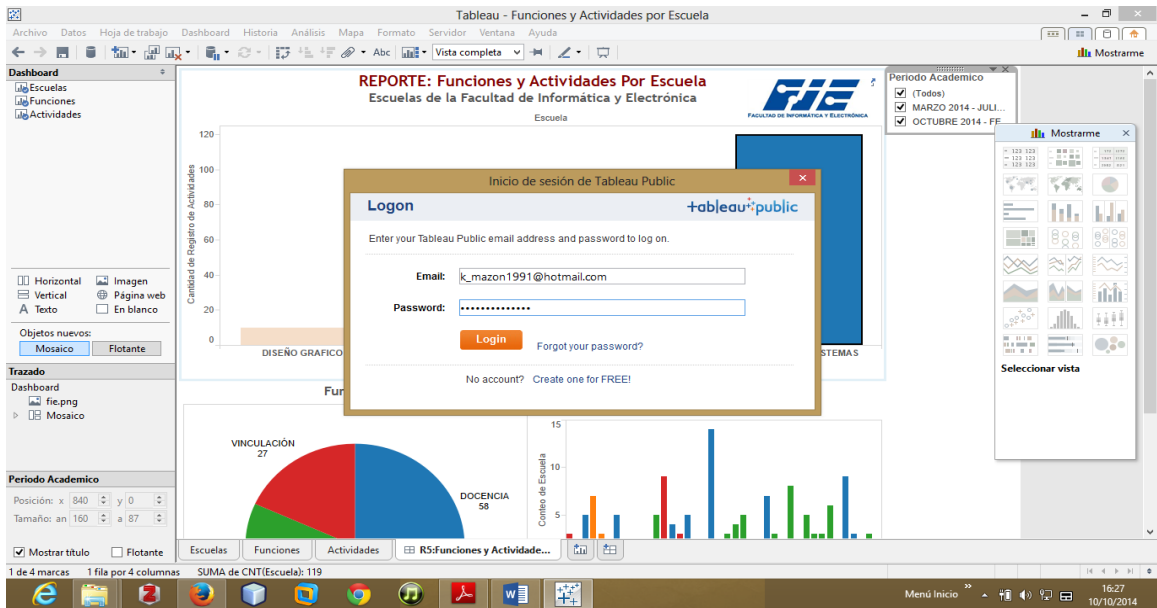 Tableau - Funciones y Actividades por Escuela
Archivo Datos Hoja de trabajo Dashboard Historia Análisis Mapa Formato Servidor Ventana Ayuda
Abc Vista completa Mostrarme
Dashboard
Escuelas
Funciones
Actividades
Horizontal Imagen
Vertical Página web
A Texto En blanco
Objetos nuevos:
Mosaico Flotante
Trazado
Dashboard
fie.png
Mosaico
Periodo Academico
Posición: x 840 y 0
Tamaño: an 160 a 87
Mostrar título Flotante
REPORTE: Funciones y Actividades Por Escuela
Escuelas de la Facultad de Informática y Electrónica
Escuela
FACULTAD DE INFORMÁTICA Y ELECTRÓNICA
Cantidad de Registro de Actividades
120
100
80
60
40
20
0
DISEÑO GRAFICO
STEMAS
Periodo Academico
(Todos)
MARZO 2014 - JULI...
OCTUBRE 2014 - FE
Mostrarme
Seleccionar vista
Inicio de sesión de Tableau Public
Logon
+ableau public
Enter your Tableau Public email address and password to log on.
Email: k_mazon1991@hotmail.com
Password:
Login Forgot your password?
No account? Create one for FREE!
Fun
VINCULACIÓN
27
DOCENCIA
58
Conteo de Escuela
15
10
5
Escuelas Funciones Actividades R5:Funciones y Actividade...
1 de 4 marcas 1 fila por 4 columnas SUMA de CNT(Escuela): 119
Menú Inicio
16:27
10/10/2014